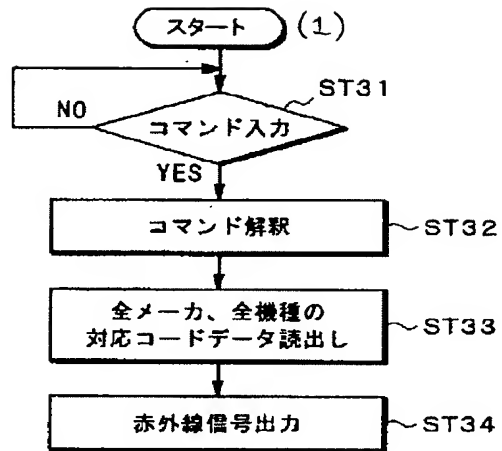 スタート (1)
ST31
NO
コマンド入力
YES
コマンド解釈 ST32
全メーカ、全機種の
対応コードデータ読出し ST33
赤外線信号出力 ST34